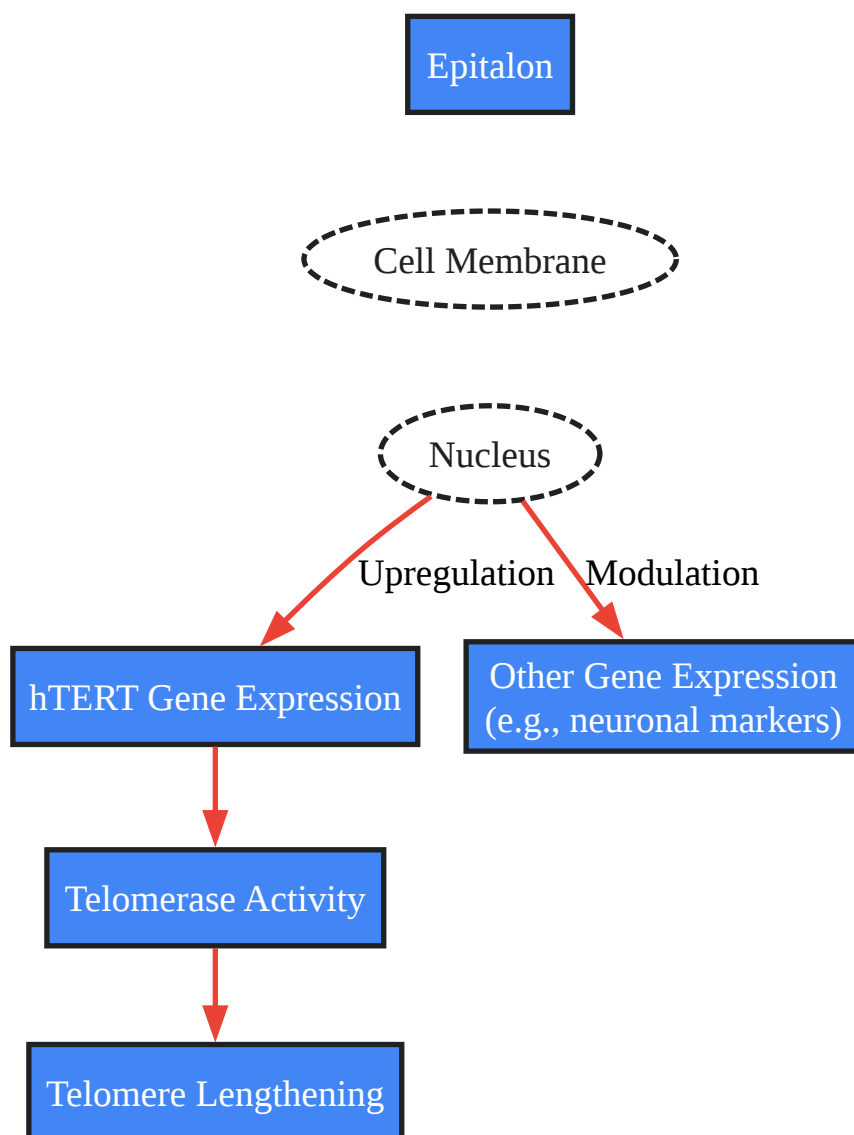 Epitalon
Cell Membrane
Nucleus
Upregulation
Modulation
hTERT Gene Expression
Other Gene Expression
(e.g., neuronal markers)
Telomerase Activity
Telomere Lengthening